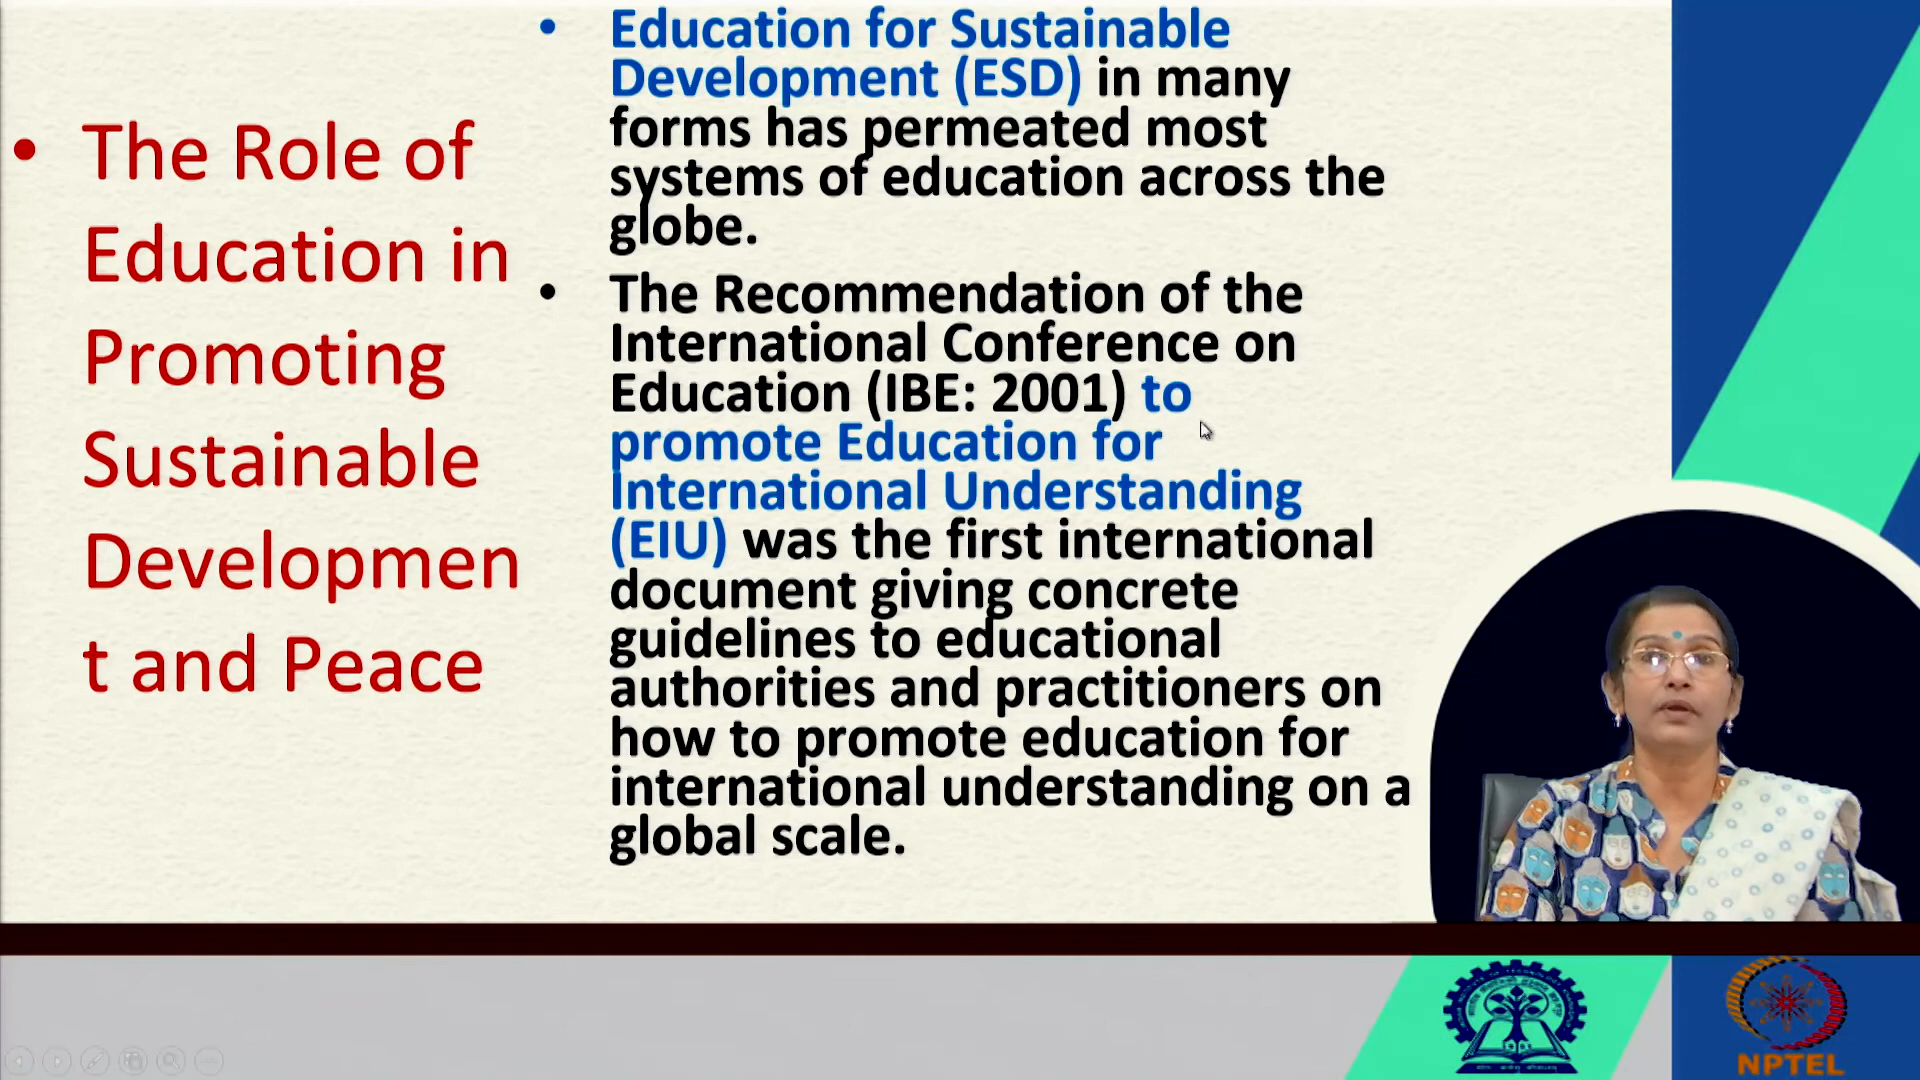 • The Role of
Education in
Promoting
Sustainable
Developmen
t and Peace
• Education for Sustainable
Development (ESD) in many
forms has permeated most
systems of education across the
globe.
• The Recommendation of the
International Conference on
Education (IBE: 2001) to
promote Education for
International Understanding
(EIU) was the first international
document giving concrete
guidelines to educational
authorities and practitioners on
how to promote education for
international understanding on a
global scale.
NPTEL